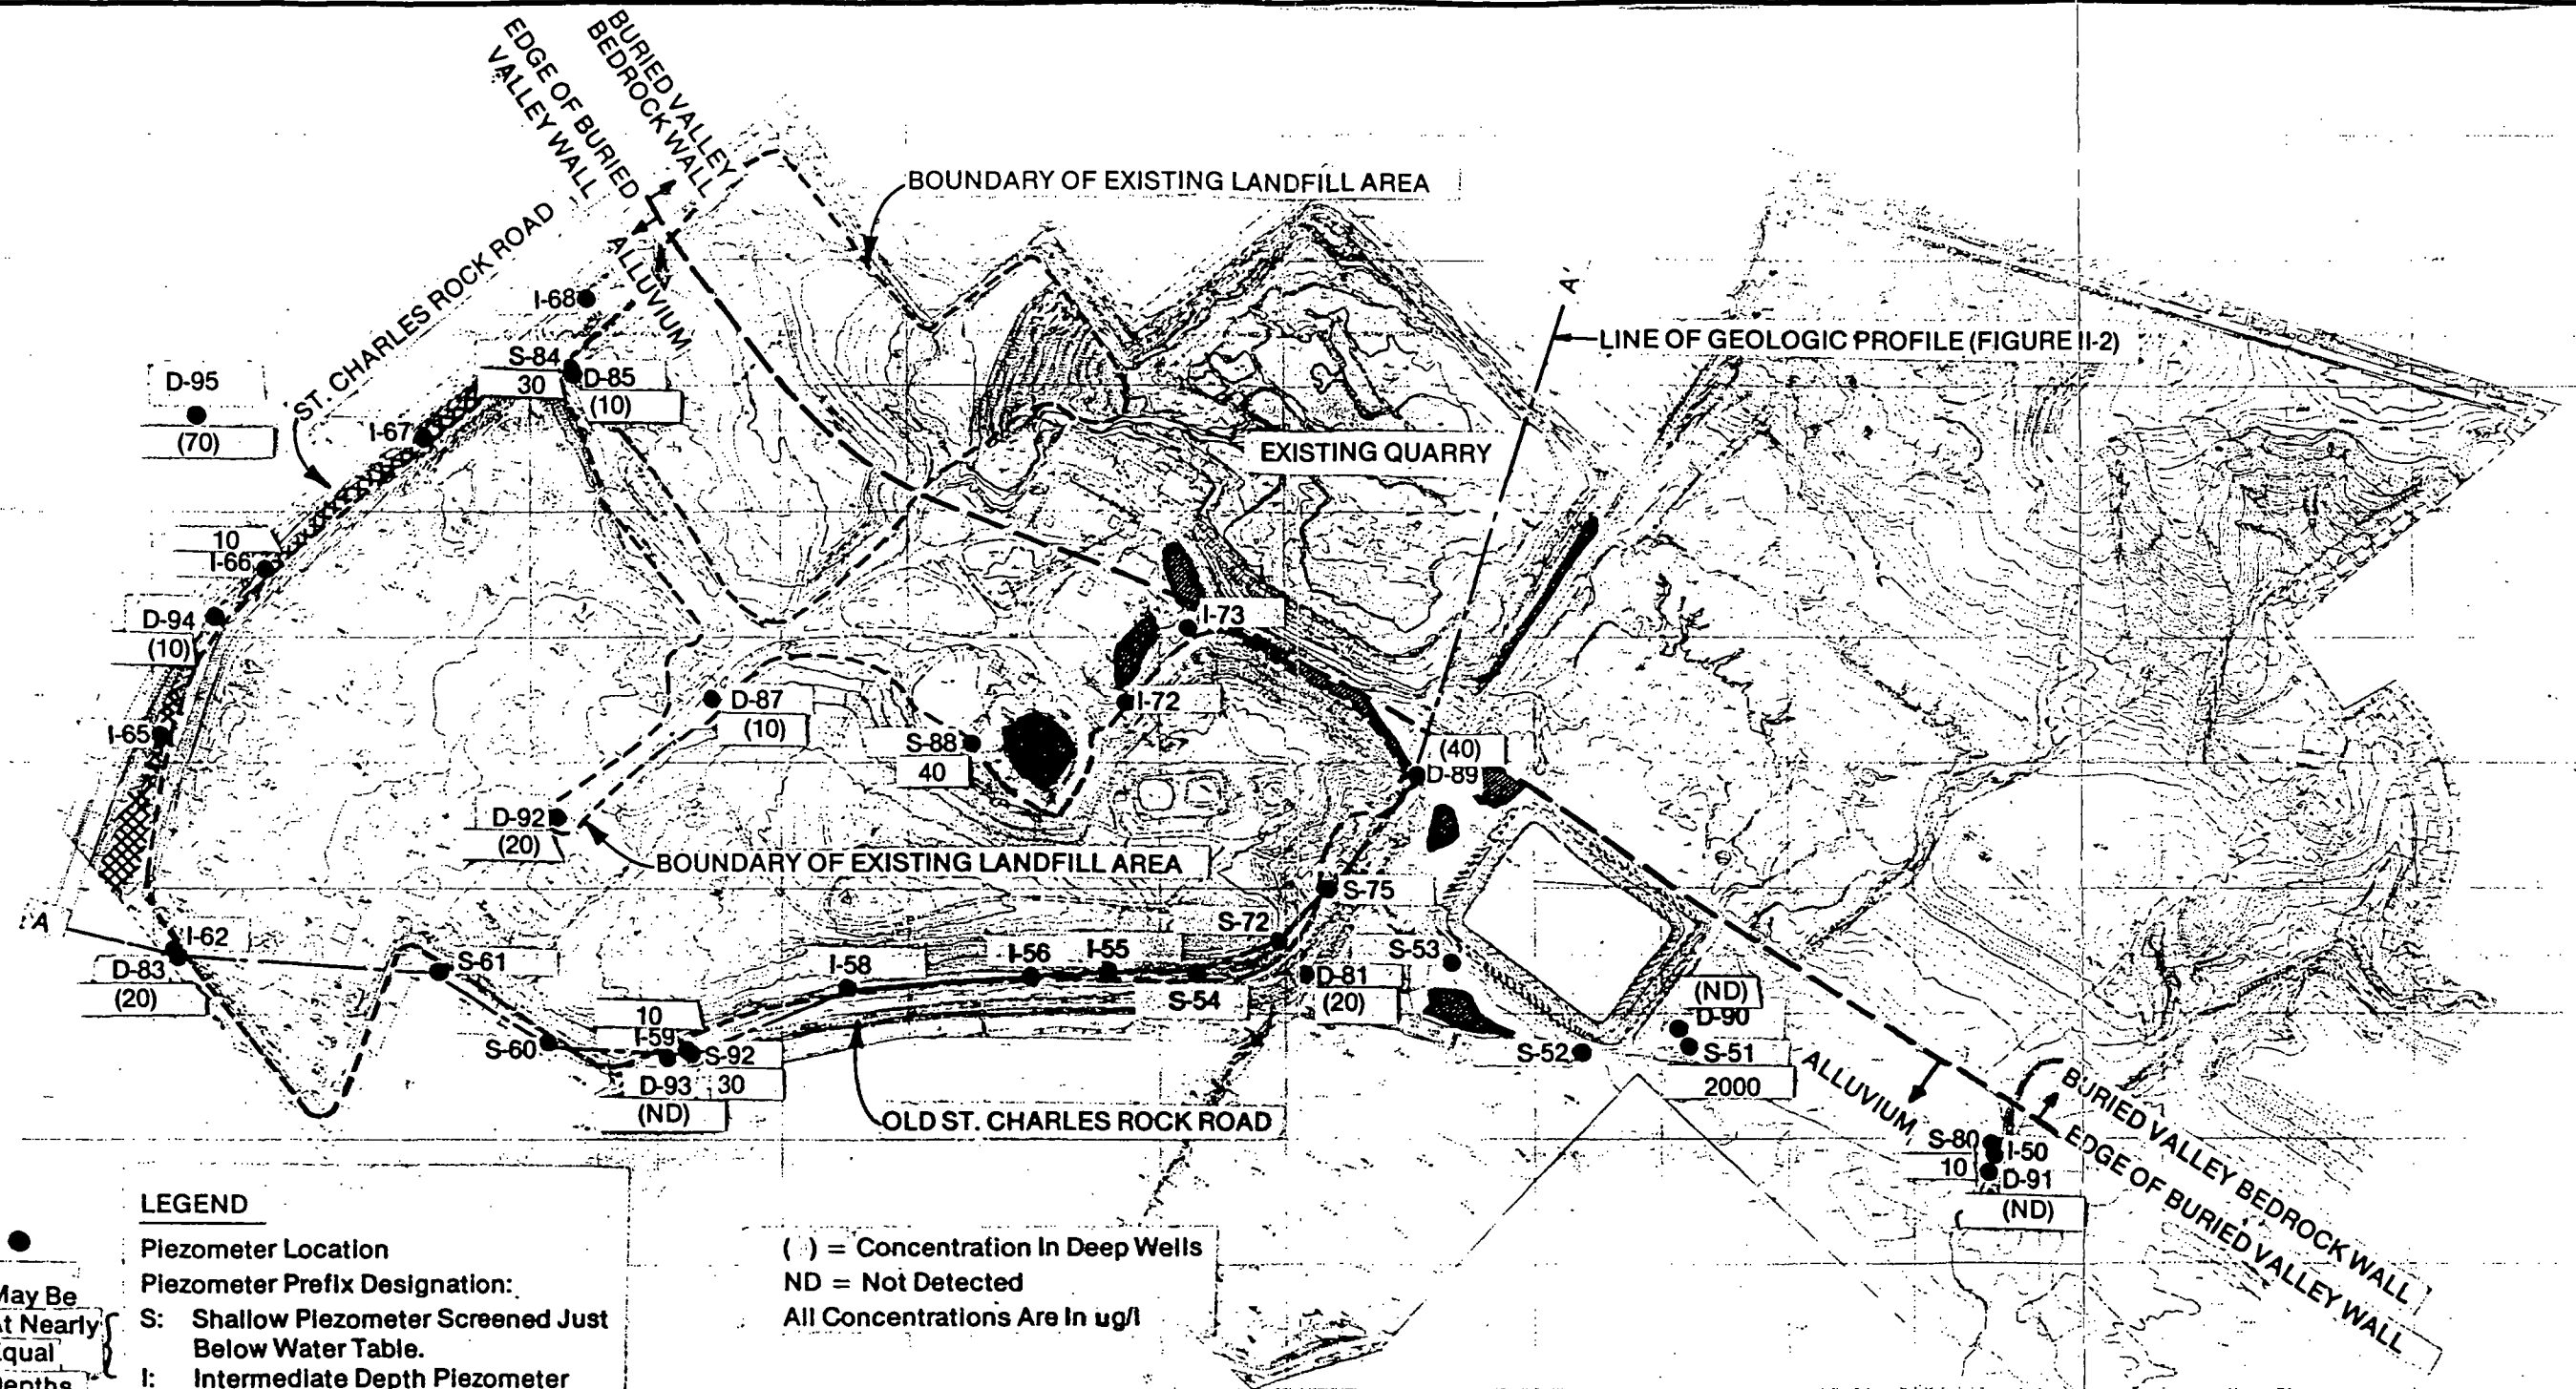 EDGE OF BURIED
VALLEY WALL
BURIED VALLEY
BEDROCK WALL
BOUNDARY OF EXISTING LANDFILL AREA
ST. CHARLES ROCK ROAD
ALLUVIUM
I-68
A'
LINE OF GEOLOGIC PROFILE (FIGURE II-2)
S-84
30
D-85
(10)
D-95
(70)
I-67
EXISTING QUARRY
10
I-66
D-94
(10)
I-73
I-65
D-87
(10)
I-72
S-88
40
(40)
D-89
D-92
(20)
BOUNDARY OF EXISTING LANDFILL AREA
S-75
A
I-62
D-83
(20)
S-61
S-72
I-58
I-56
I-55
S-54
D-81
(20)
S-53
(ND)
D-90
S-51
2000
S-52
10
I-59
S-60
S-92
30
D-93
(ND)
OLD ST. CHARLES ROCK ROAD
ALLUVIUM
BURIED VALLEY BEDROCK WALL
EDGE OF BURIED VALLEY WALL
S-80
10
I-50
D-91
(ND)
LEGEND
Piezometer Location
Piezometer Prefix Designation:
May Be
At Nearly
Equal
Depths
S: Shallow Piezometer Screened Just
Below Water Table.
I: Intermediate Depth Piezometer
( ) = Concentration In Deep Wells
ND = Not Detected
All Concentrations Are In ug/l